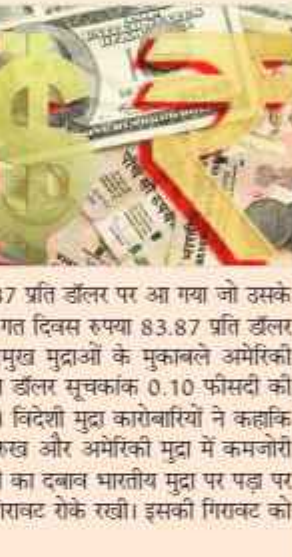 87 प्रति डॉलर पर आ गया जो उसके
गत दिवस रुपया 83.87 प्रति डॉलर
मुख मुद्राओं के मुकाबले अमेरिकी
डॉलर सूचकांक 0.10 फीसदी की
विदेशी मुद्रा कारोबारियों ने कहाकि
रुख और अमेरिकी मुद्रा में कमजोरी
का दबाव भारतीय मुद्रा पर पड़ा पर
गिरावट रोके रखी। इसकी गिरावट को